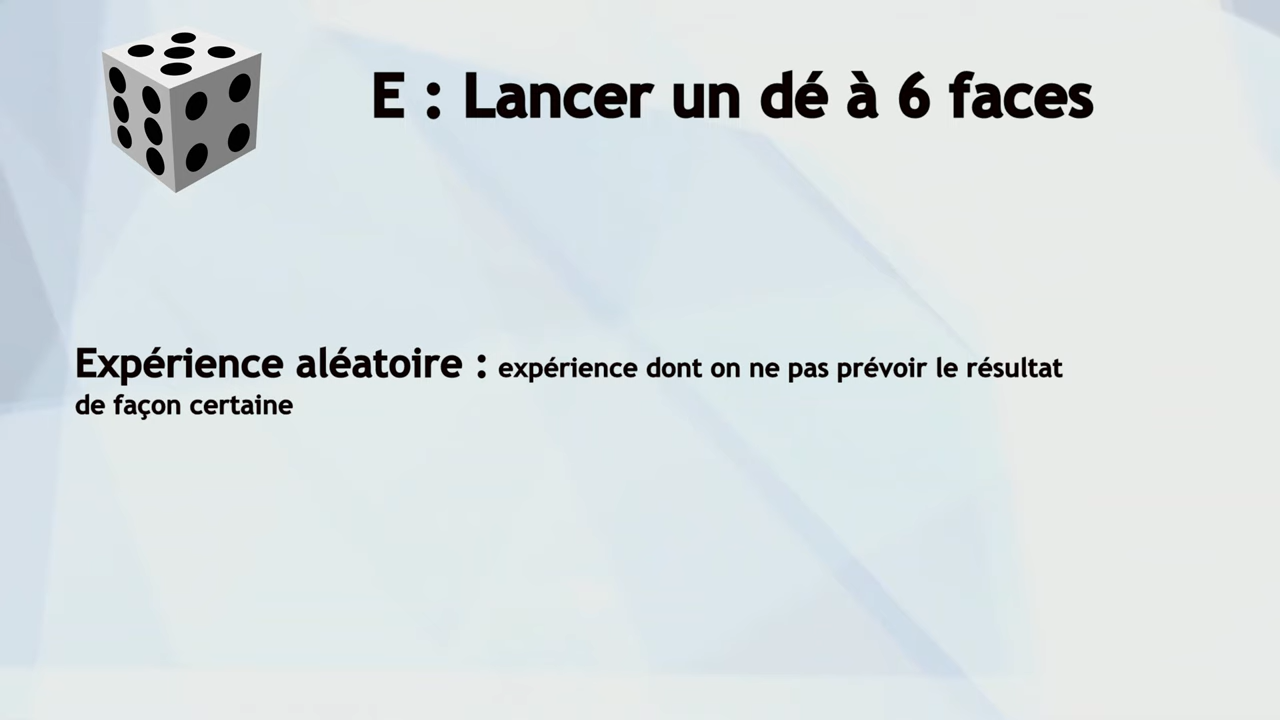 E : Lancer un dé à 6 faces
Expérience aléatoire : expérience dont on ne pas prévoir le résultat
de façon certaine